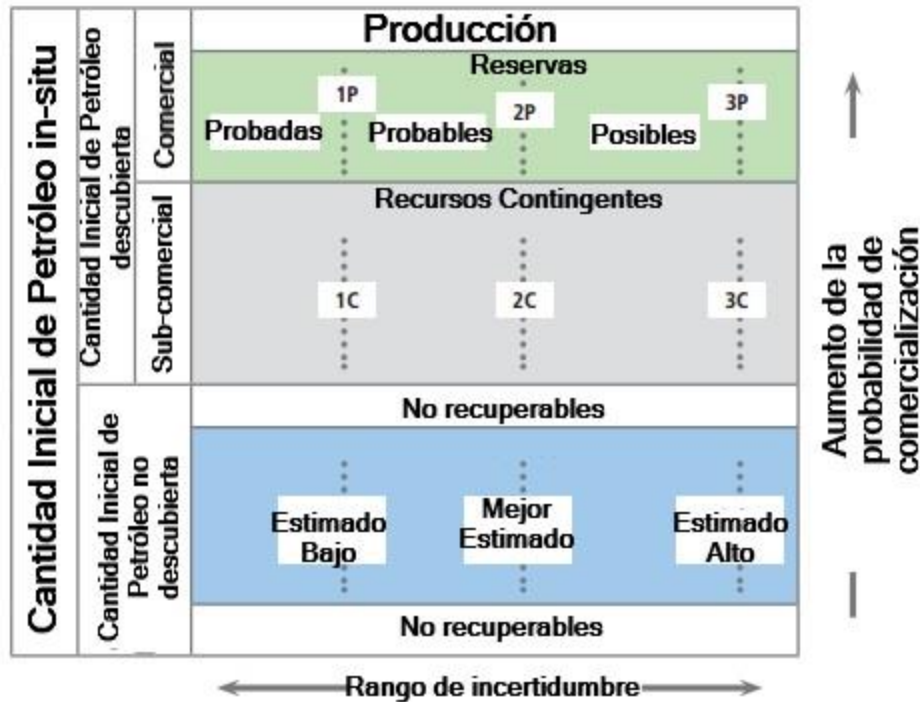 Cantidad Inicial de Petróleo in-situ
Cantidad Inicial de Petróleo
descubierta
Comercial
Sub-comercial
Cantidad Inicial de
Petróleo no
descubierta
Producción
Reservas
1P
2P
3P
Probadas
Probables
Posibles
Recursos Contingentes
1C
2C
3C
No recuperables
Estimado
Bajo
Mejor
Estimado
Estimado
Alto
No recuperables
Rango de incertidumbre
Aumento de la
probabilidad de
comercialización